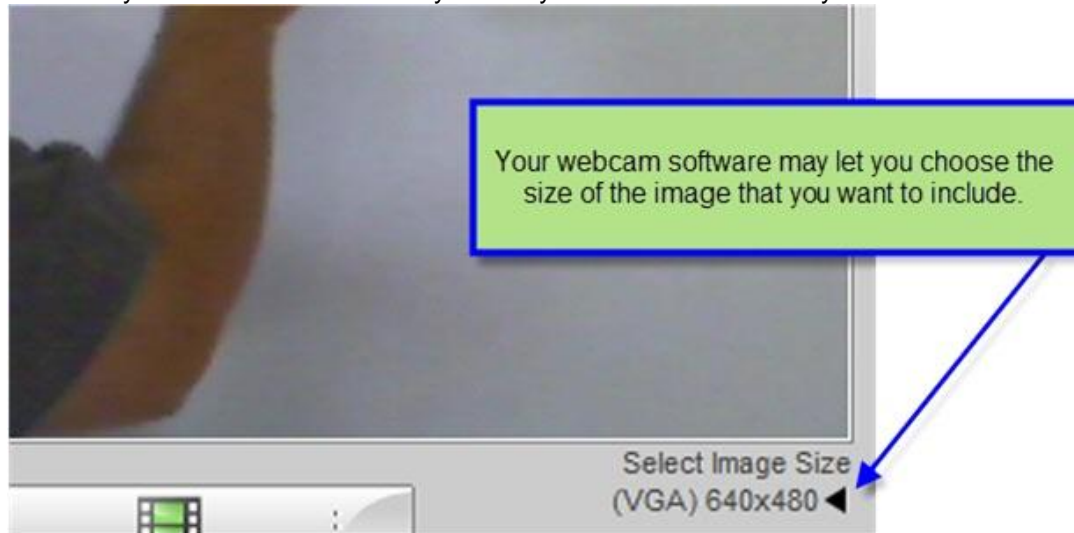 Your webcam software may let you choose the
size of the image that you want to include.
Select Image Size
(VGA) 640x480